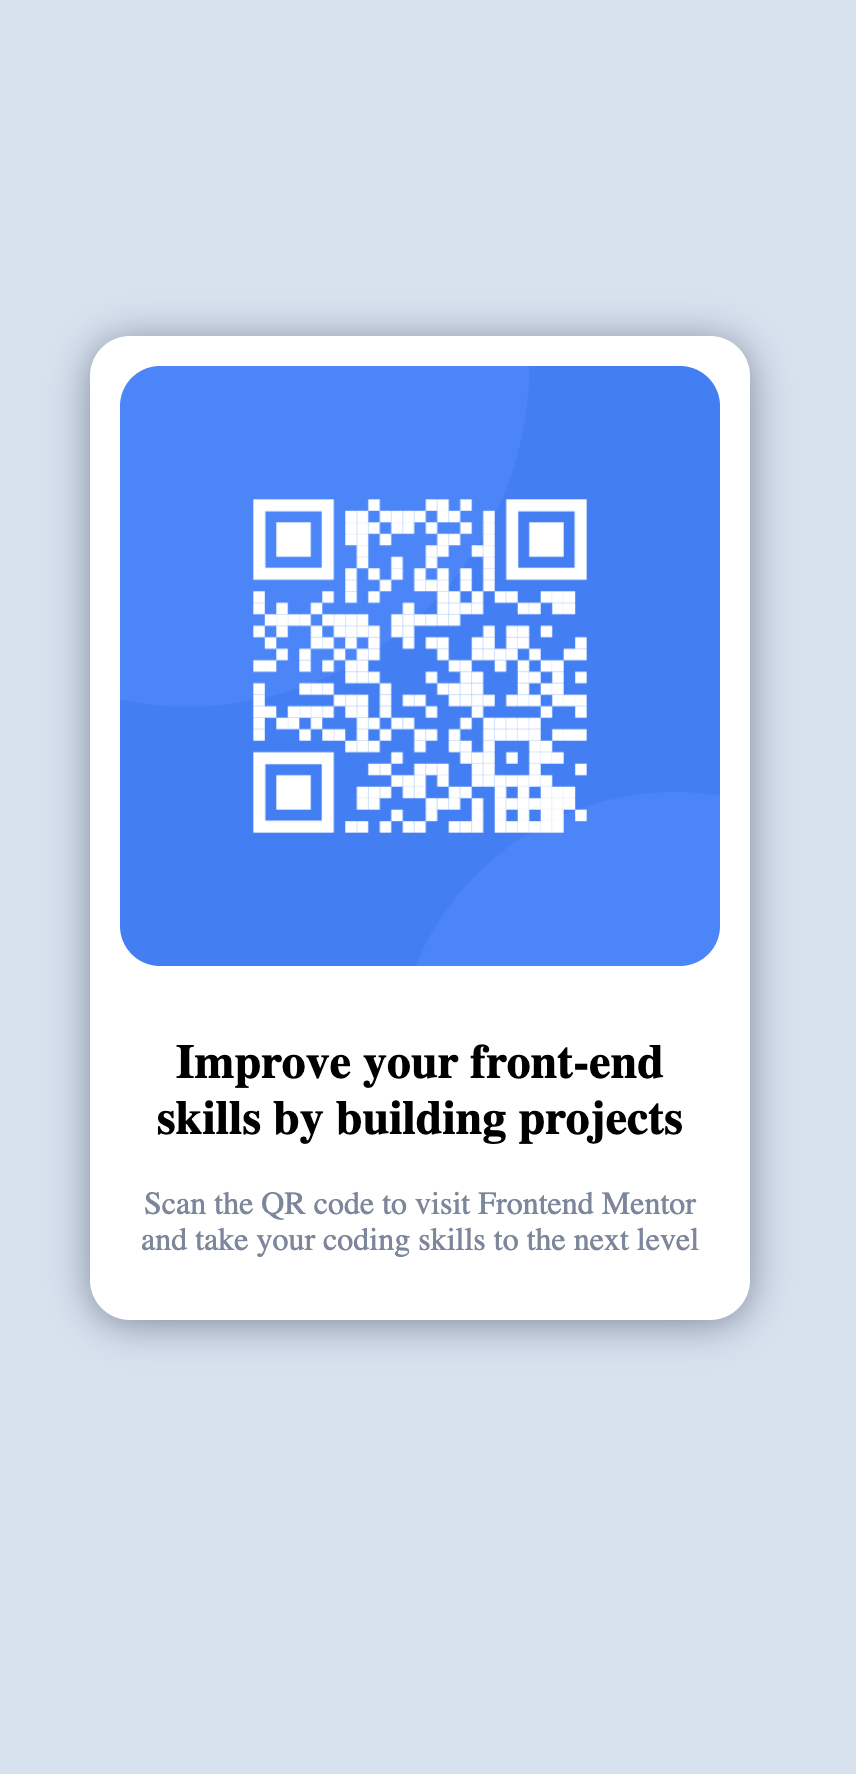 Improve your front-end
skills by building projects
Scan the QR code to visit Frontend Mentor
and take your coding skills to the next level